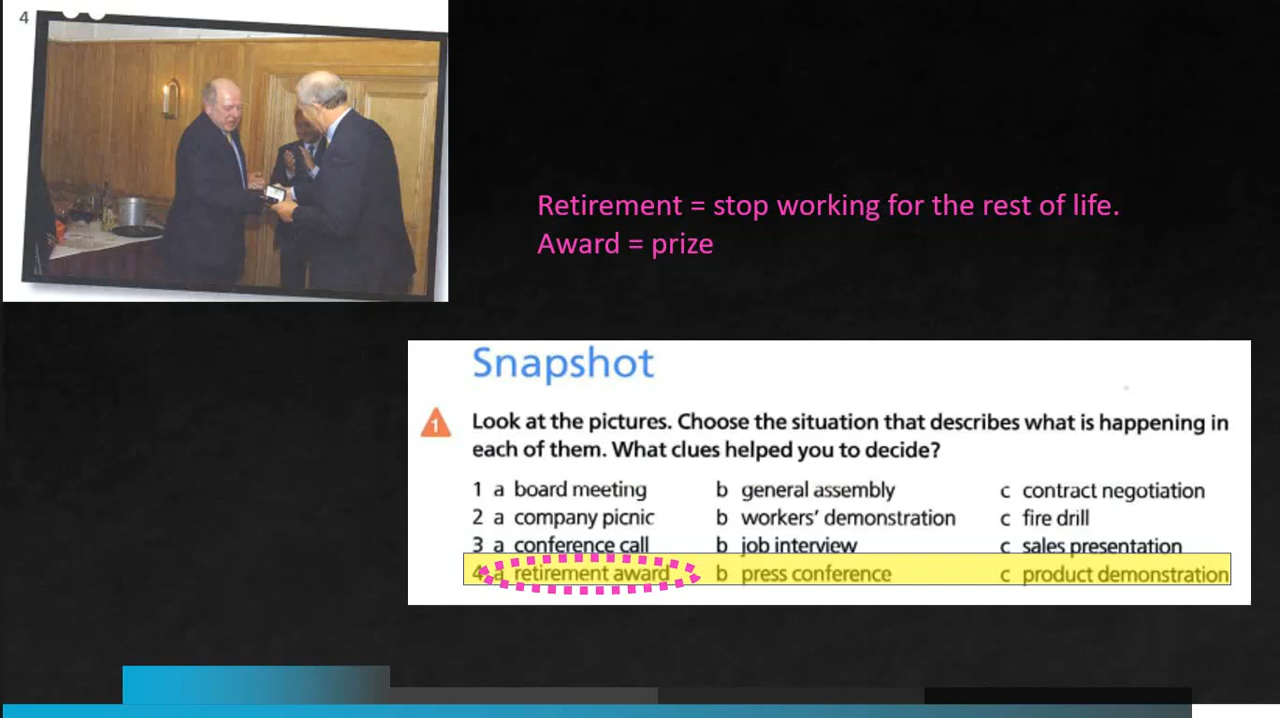 4
Retirement = stop working for the rest of life.
Award = prize
Snapshot
1 Look at the pictures. Choose the situation that describes what is happening in
each of them. What clues helped you to decide?
1 a board meeting b general assembly c contract negotiation
2 a company picnic b workers' demonstration c fire drill
3 a conference call b job interview c sales presentation
4 a retirement award b press conference c product demonstration